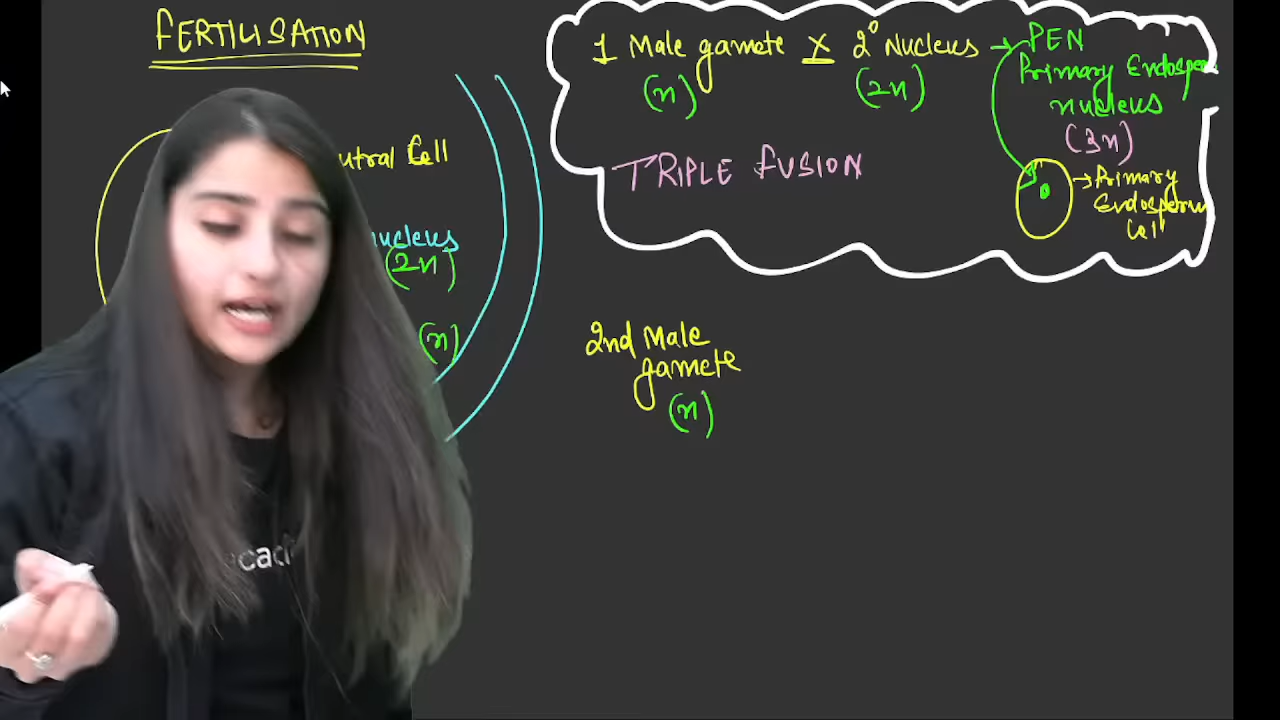 FERTILISATION
Cell
nucleus
(2n)
(n)
1 Male gamete X 2° Nucleus → PEN
(n) (2n)
Primary Endosperm
nucleus
(3n)
TRIPLE FUSION
→ Primary
Endosperm
Cell
2nd Male
gamete
(n)